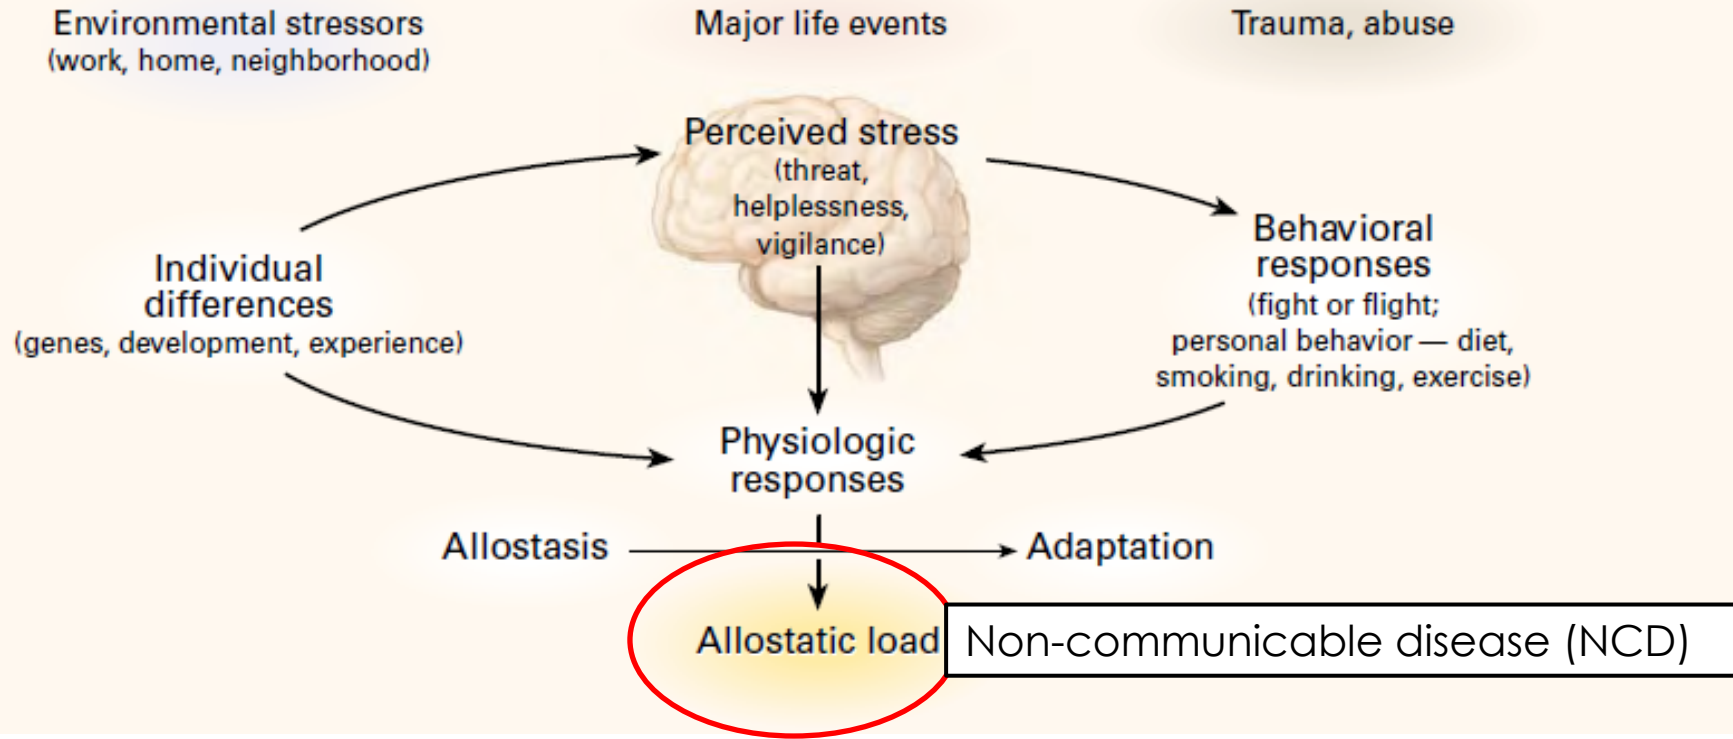 Environmental stressors
(work, home, neighborhood)
Major life events
Trauma, abuse
Perceived stress
(threat,
helplessness,
vigilance)
Individual
differences
(genes, development, experience)
Behavioral
responses
(fight or flight;
personal behavior — diet,
smoking, drinking, exercise)
Physiologic
responses
Allostasis
Adaptation
Allostatic load
Non-communicable disease (NCD)